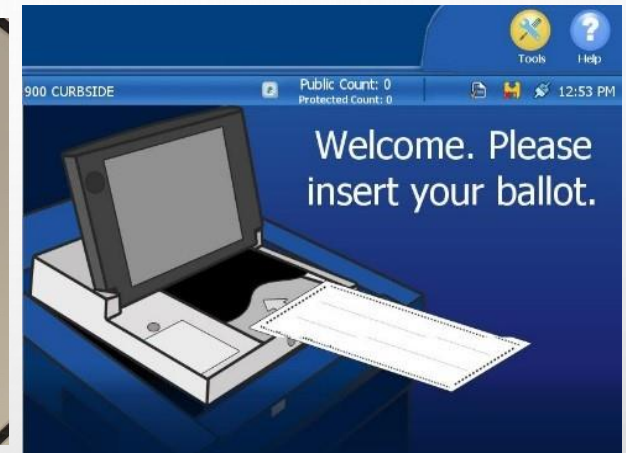 Tools
Help
900 CURBSIDE
Public Count: 0
Protected Count: 0
12:53 PM
Welcome. Please
insert your ballot.